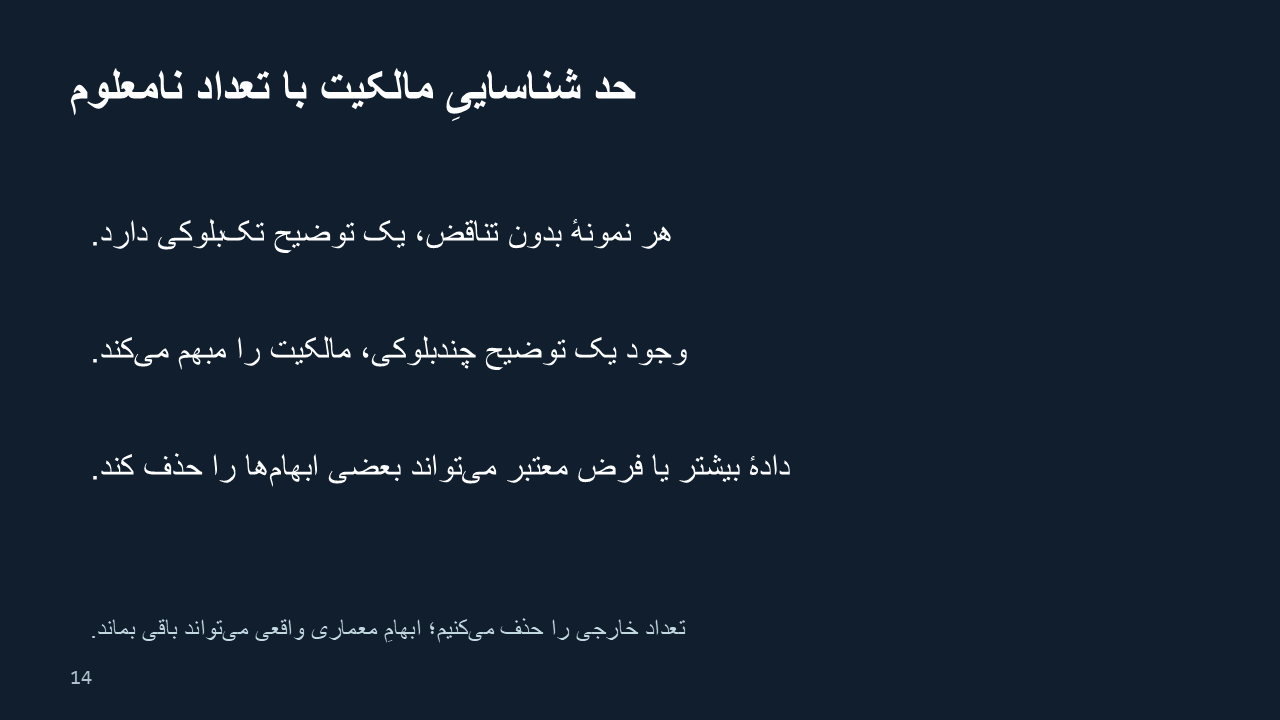 حد شناساییِ مالکیت با تعداد نامعلوم
هر نمونهٔ بدون تناقض، یک توضیح تک‌بلوکی دارد.
وجود یک توضیح چندبلوکی، مالکیت را مبهم می‌کند.
دادهٔ بیشتر یا فرض معتبر می‌تواند بعضی ابهام‌ها را حذف کند.
تعداد خارجی را حذف می‌کنیم؛ ابهامِ معماری واقعی می‌تواند باقی بماند.
14